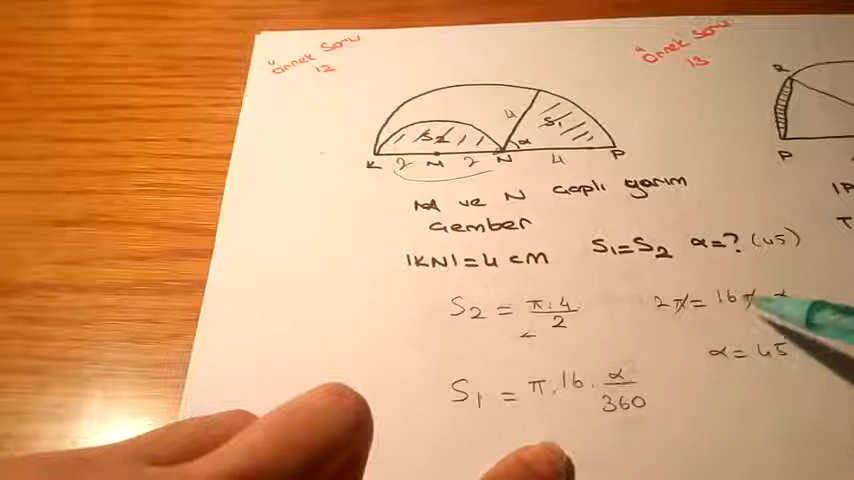 Örnek Soru
12
Örnek Soru
13
4
S1
S2
α
K 2 M 2 N 4 P
R
P
M ve N çaplı yarım
çember
|KN|=4 cm S1=S2 α=? (45)
S2 = π.4/2
2π = 16π α
α = 45
S1 = π.16.α/360